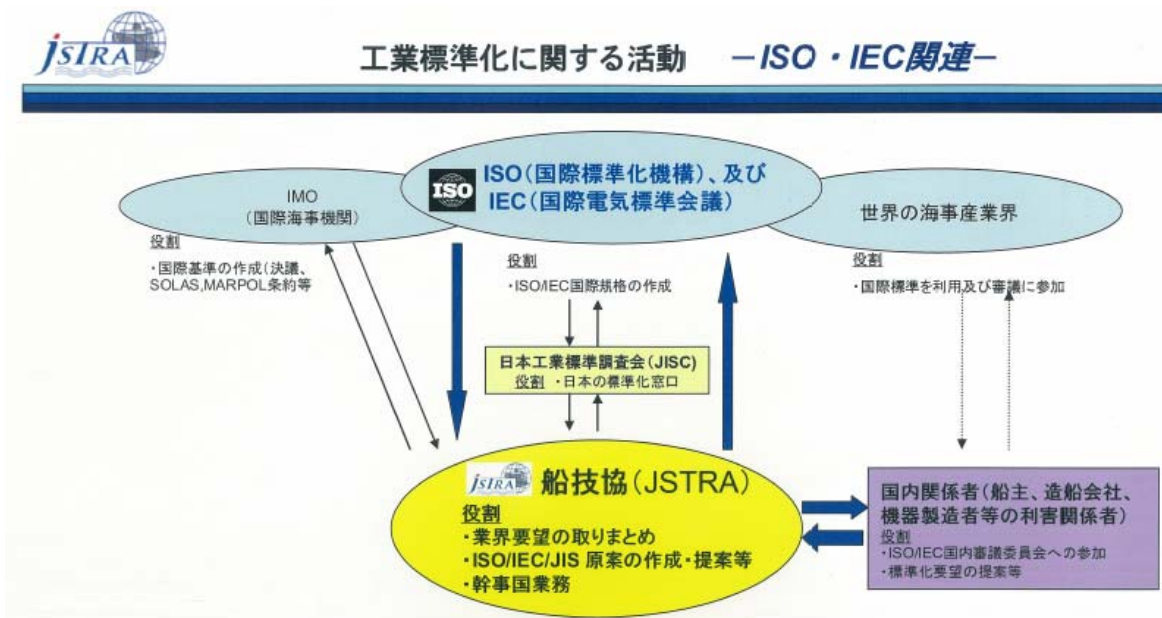 JSTRA
工業標準化に関する活動 －ISO・IEC関連－
ISO
ISO(国際標準化機構)、及び
IEC(国際電気標準会議)
IMO
(国際海事機関)
世界の海事産業界
役割
・国際基準の作成(決議、
SOLAS,MARPOL条約等
役割
・ISO/IEC国際規格の作成
役割
・国際標準を利用及び審議に参加
日本工業標準調査会(JISC)
役割 ・日本の標準化窓口
JSTRA 船技協(JSTRA)
役割
・業界要望の取りまとめ
・ISO/IEC/JIS 原案の作成・提案等
・幹事国業務
国内関係者(船主、造船会社、
機器製造者等の利害関係者)
役割
・ISO/IEC国内審議委員会への参加
・標準化要望の提案等